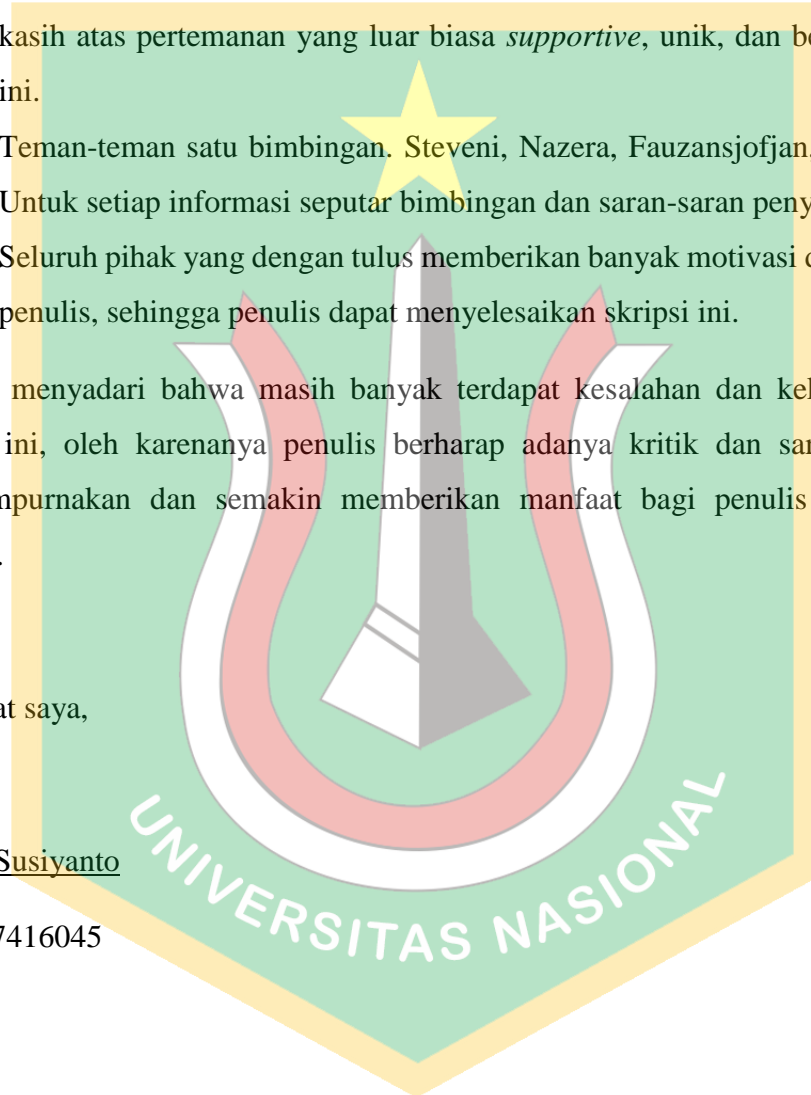 kasih atas pertemanan yang luar biasa supportive, unik, dan be
ini.
Teman-teman satu bimbingan. Steveni, Nazera, Fauzansjofjan.
Untuk setiap informasi seputar bimbingan dan saran-saran peny
Seluruh pihak yang dengan tulus memberikan banyak motivasi
penulis, sehingga penulis dapat menyelesaikan skripsi ini.
menyadari bahwa masih banyak terdapat kesalahan dan kel
ini, oleh karenanya penulis berharap adanya kritik dan sar
mpurnakan dan semakin memberikan manfaat bagi penulis
.
at saya,
Susiyanto
7416045
UNIVERSITAS NASIONAL